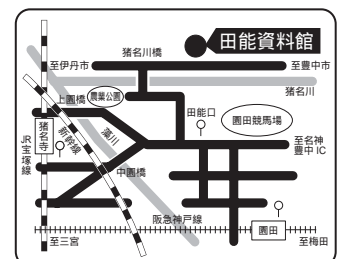 田能資料館
猪名川橋
至伊丹市
至豊中市
猪名川
上園橋
農業公園
田能口
園田競馬場
藻川
新幹線
猪名寺
JR宝塚線
至名神
豊中 IC
中園橋
阪急神戸線
園田
至三宮
至梅田